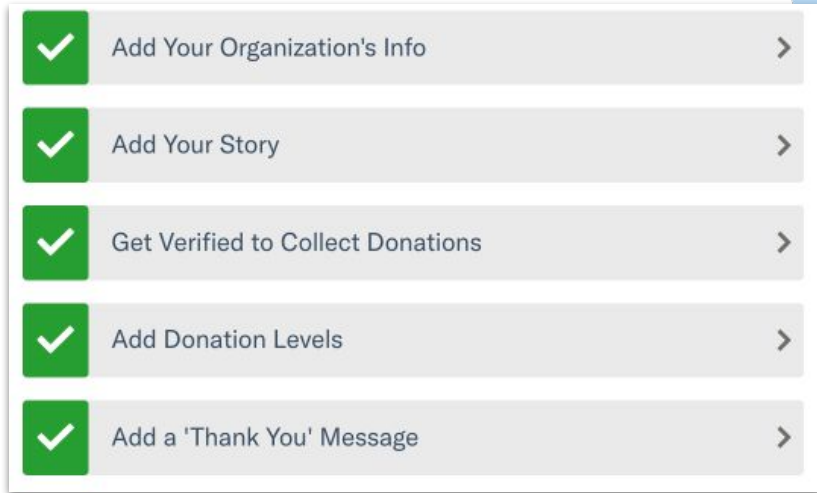 Add Your Organization's Info
Add Your Story
Get Verified to Collect Donations
Add Donation Levels
Add a 'Thank You' Message